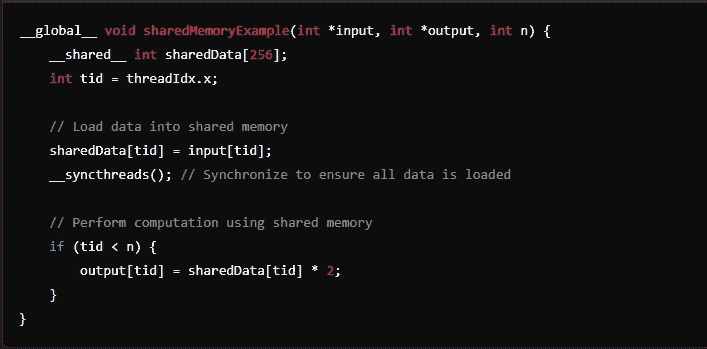 __global__ void sharedMemoryExample(int *input, int *output, int n) {
    __shared__ int sharedData[256];
    int tid = threadIdx.x;

    // Load data into shared memory
    sharedData[tid] = input[tid];
    __syncthreads(); // Synchronize to ensure all data is loaded

    // Perform computation using shared memory
    if (tid < n) {
        output[tid] = sharedData[tid] * 2;
    }
}